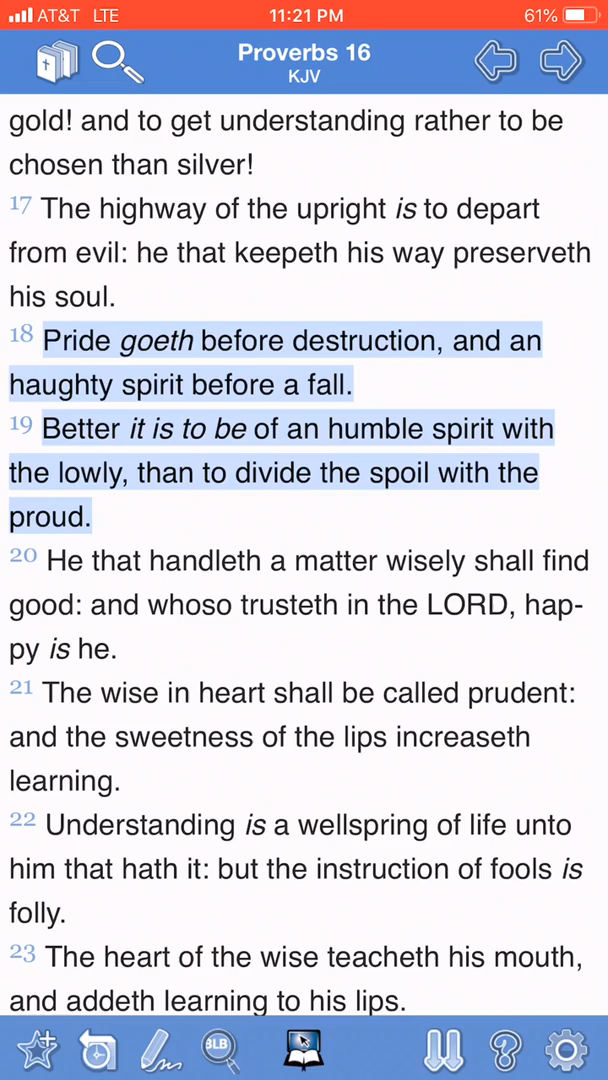 AT&T LTE 11:21 PM 61%
Proverbs 16
KJV
gold! and to get understanding rather to be
chosen than silver!
17 The highway of the upright is to depart
from evil: he that keepeth his way preserveth
his soul.
18 Pride goeth before destruction, and an
haughty spirit before a fall.
19 Better it is to be of an humble spirit with
the lowly, than to divide the spoil with the
proud.
20 He that handleth a matter wisely shall find
good: and whoso trusteth in the LORD, hap-
py is he.
21 The wise in heart shall be called prudent:
and the sweetness of the lips increaseth
learning.
22 Understanding is a wellspring of life unto
him that hath it: but the instruction of fools is
folly.
23 The heart of the wise teacheth his mouth,
and addeth learning to his lips.
BLB